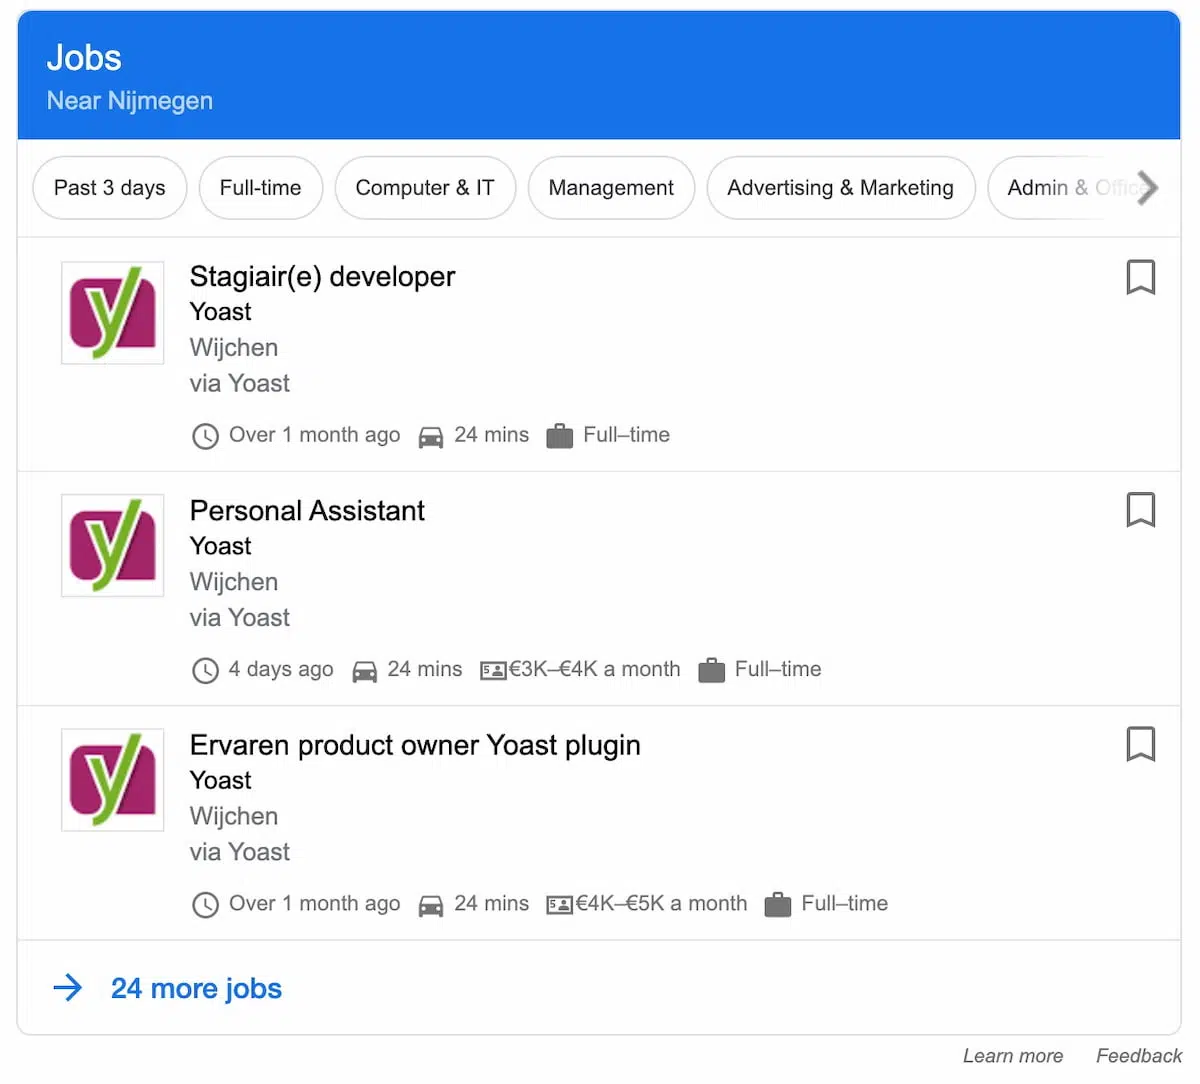 Jobs
Near Nijmegen
Past 3 days Full-time Computer & IT Management Advertising & Marketing Admin & Office
Stagiair(e) developer
Yoast
Wijchen
via Yoast
Over 1 month ago 24 mins Full–time
Personal Assistant
Yoast
Wijchen
via Yoast
4 days ago 24 mins €3K–€4K a month Full–time
Ervaren product owner Yoast plugin
Yoast
Wijchen
via Yoast
Over 1 month ago 24 mins €4K–€5K a month Full–time
24 more jobs
Learn more Feedback